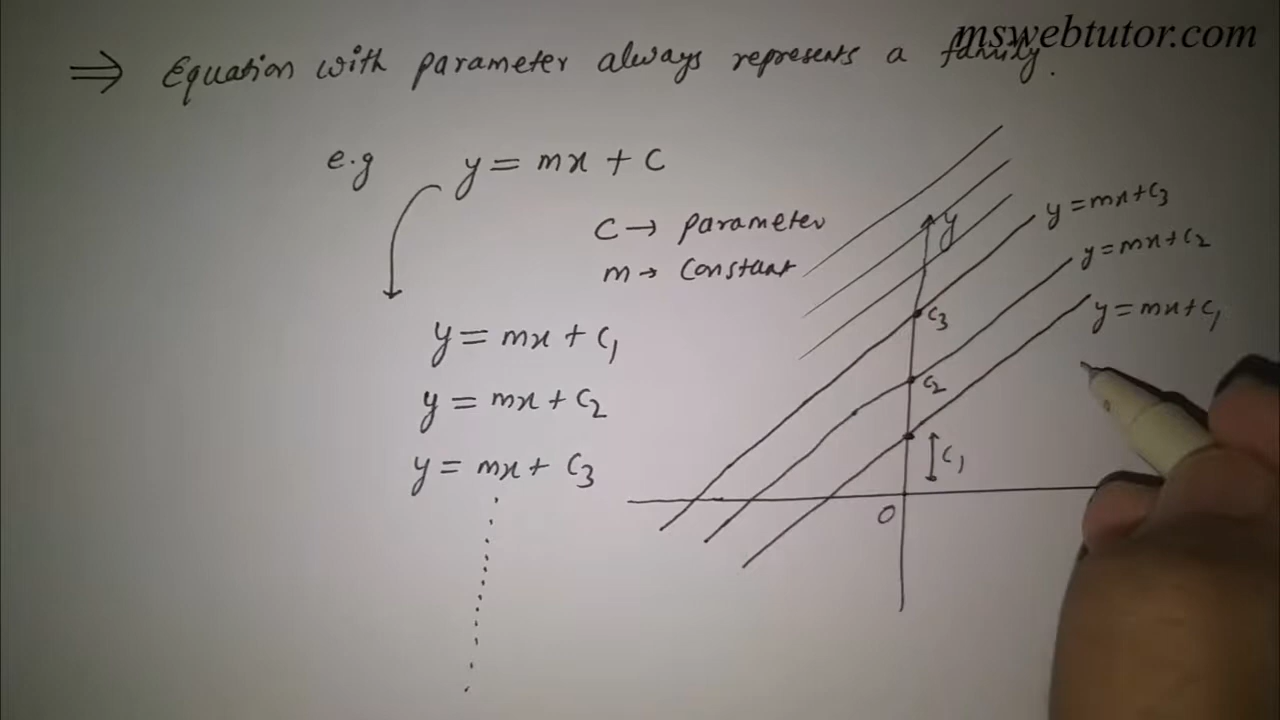 mswebtutor.com
⇒ Equation with parameter always represents a family.
e.g y = mx + c
c → parameter
m → constant
y = mx + c₁
y = mx + c₂
y = mx + c₃
y
y = mx + c₃
y = mx + c₂
y = mx + c₁
c₃
c₂
c₁
O